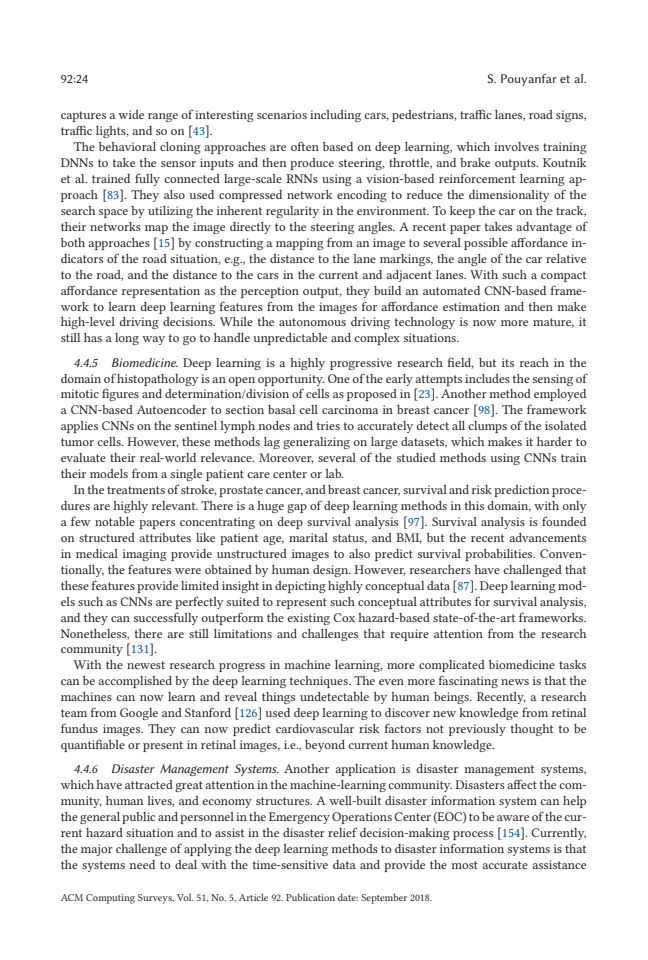 92:24 S. Pouyanfar et al.
captures a wide range of interesting scenarios including cars, pedestrians, traffic lanes, road signs,
traffic lights, and so on [43].
The behavioral cloning approaches are often based on deep learning, which involves training
DNNs to take the sensor inputs and then produce steering, throttle, and brake outputs. Koutník
et al. trained fully connected large-scale RNNs using a vision-based reinforcement learning ap-
proach [83]. They also used compressed network encoding to reduce the dimensionality of the
search space by utilizing the inherent regularity in the environment. To keep the car on the track,
their networks map the image directly to the steering angles. A recent paper takes advantage of
both approaches [15] by constructing a mapping from an image to several possible affordance in-
dicators of the road situation, e.g., the distance to the lane markings, the angle of the car relative
to the road, and the distance to the cars in the current and adjacent lanes. With such a compact
affordance representation as the perception output, they build an automated CNN-based frame-
work to learn deep learning features from the images for affordance estimation and then make
high-level driving decisions. While the autonomous driving technology is now more mature, it
still has a long way to go to handle unpredictable and complex situations.
4.4.5 Biomedicine. Deep learning is a highly progressive research field, but its reach in the
domain of histopathology is an open opportunity. One of the early attempts includes the sensing of
mitotic figures and determination/division of cells as proposed in [23]. Another method employed
a CNN-based Autoencoder to section basal cell carcinoma in breast cancer [98]. The framework
applies CNNs on the sentinel lymph nodes and tries to accurately detect all clumps of the isolated
tumor cells. However, these methods lag generalizing on large datasets, which makes it harder to
evaluate their real-world relevance. Moreover, several of the studied methods using CNNs train
their models from a single patient care center or lab.
In the treatments of stroke, prostate cancer, and breast cancer, survival and risk prediction proce-
dures are highly relevant. There is a huge gap of deep learning methods in this domain, with only
a few notable papers concentrating on deep survival analysis [97]. Survival analysis is founded
on structured attributes like patient age, marital status, and BMI, but the recent advancements
in medical imaging provide unstructured images to also predict survival probabilities. Conven-
tionally, the features were obtained by human design. However, researchers have challenged that
these features provide limited insight in depicting highly conceptual data [87]. Deep learning mod-
els such as CNNs are perfectly suited to represent such conceptual attributes for survival analysis,
and they can successfully outperform the existing Cox hazard-based state-of-the-art frameworks.
Nonetheless, there are still limitations and challenges that require attention from the research
community [131].
With the newest research progress in machine learning, more complicated biomedicine tasks
can be accomplished by the deep learning techniques. The even more fascinating news is that the
machines can now learn and reveal things undetectable by human beings. Recently, a research
team from Google and Stanford [126] used deep learning to discover new knowledge from retinal
fundus images. They can now predict cardiovascular risk factors not previously thought to be
quantifiable or present in retinal images, i.e., beyond current human knowledge.
4.4.6 Disaster Management Systems. Another application is disaster management systems,
which have attracted great attention in the machine-learning community. Disasters affect the com-
munity, human lives, and economy structures. A well-built disaster information system can help
the general public and personnel in the Emergency Operations Center (EOC) to be aware of the cur-
rent hazard situation and to assist in the disaster relief decision-making process [154]. Currently,
the major challenge of applying the deep learning methods to disaster information systems is that
the systems need to deal with the time-sensitive data and provide the most accurate assistance
ACM Computing Surveys, Vol. 51, No. 5, Article 92. Publication date: September 2018.